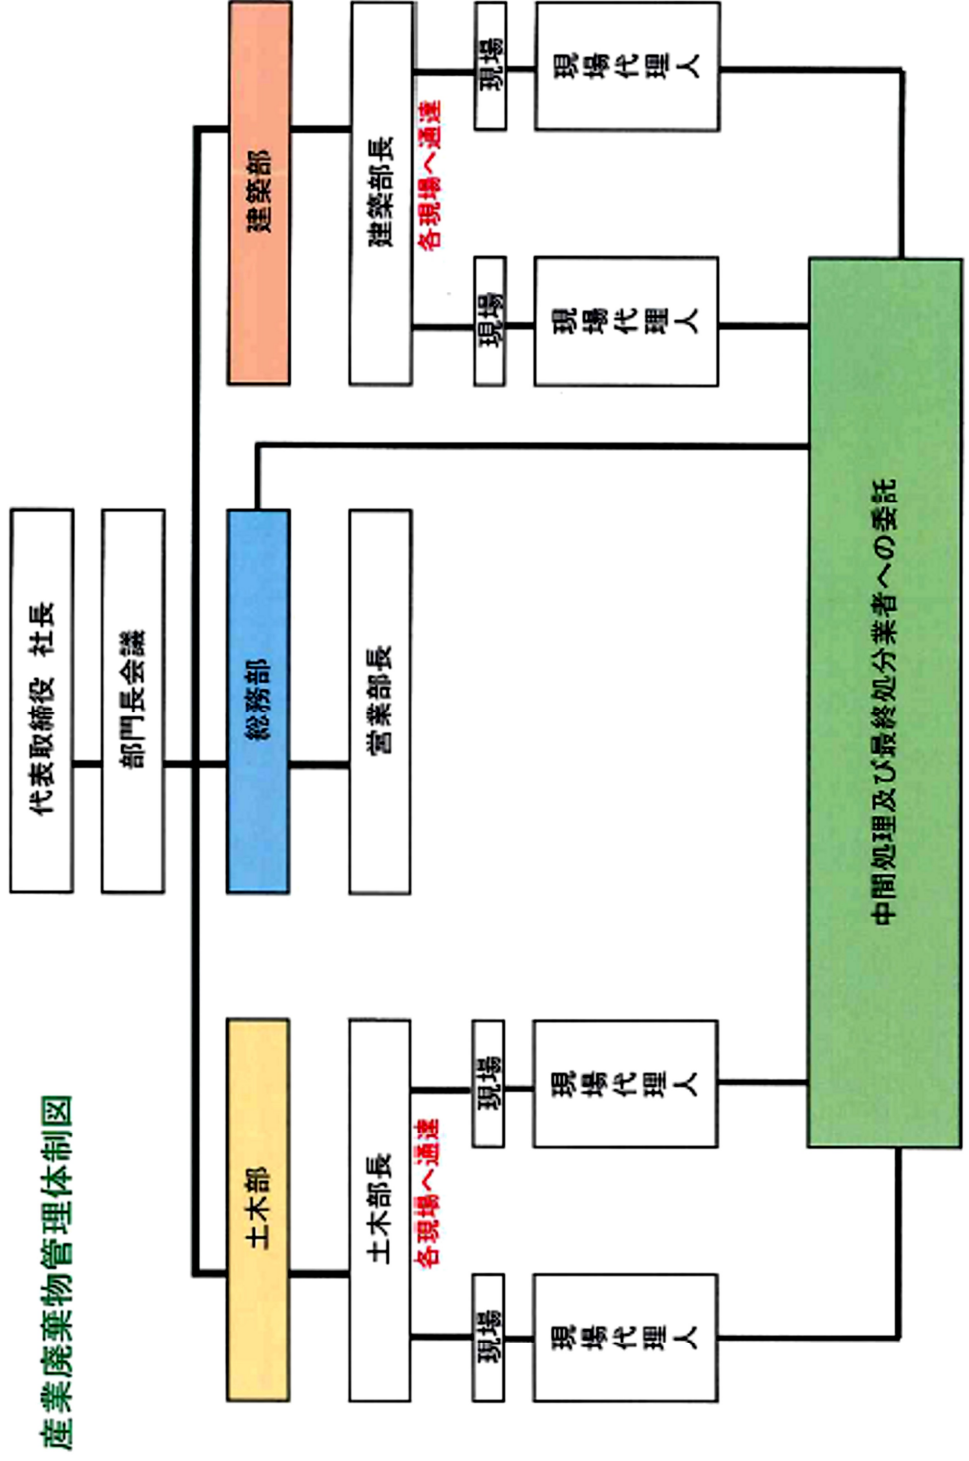 産業廃棄物管理体制図
代表取締役 社長
部門長会議
土木部
総務部
建築部
土木部長
営業部長
建築部長
各現場へ通達
各現場へ通達
現場
現場
現場
現場
現場代理人
現場代理人
現場代理人
現場代理人
中間処理及び最終処分業者への委託